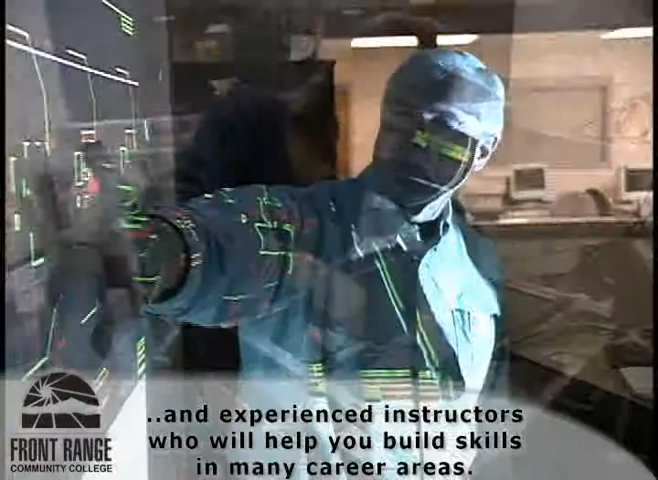 ..and experienced instructors
who will help you build skills
in many career areas.
FRONT RANGE
COMMUNITY COLLEGE